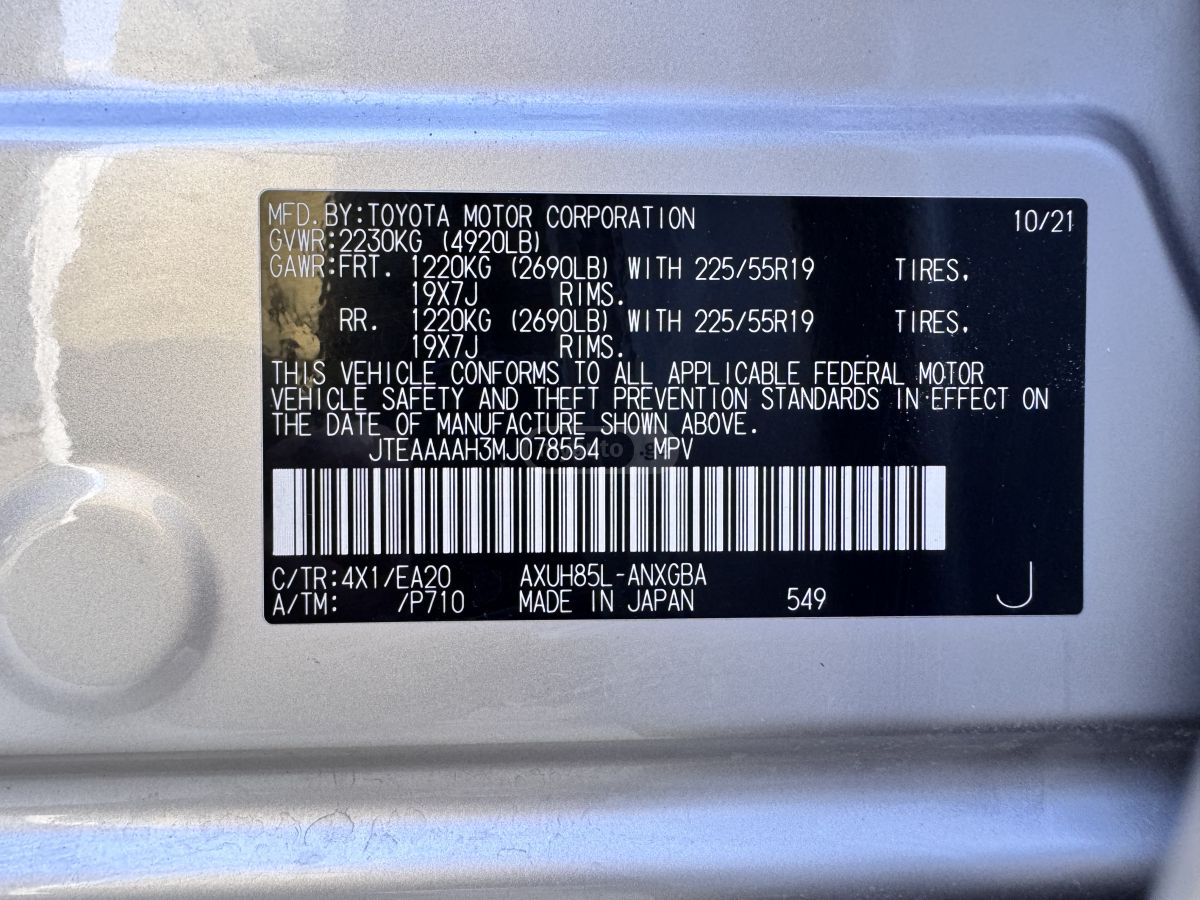 MFD. BY:TOYOTA MOTOR CORPORATION 10/21
GVWR:2230KG (4920LB)
GAWR:FRT. 1220KG (2690LB) WITH 225/55R19 TIRES,
19X7J RIMS.
RR. 1220KG (2690LB) WITH 225/55R19 TIRES,
19X7J RIMS.
THIS VEHICLE CONFORMS TO ALL APPLICABLE FEDERAL MOTOR
VEHICLE SAFETY AND THEFT PREVENTION STANDARDS IN EFFECT ON
THE DATE OF MANUFACTURE SHOWN ABOVE.
JTEAAAAH3MJ078554 MPV
C/TR:4X1/EA20 AXUH85L-ANXGBA
A/TM: /P710 MADE IN JAPAN 549 J